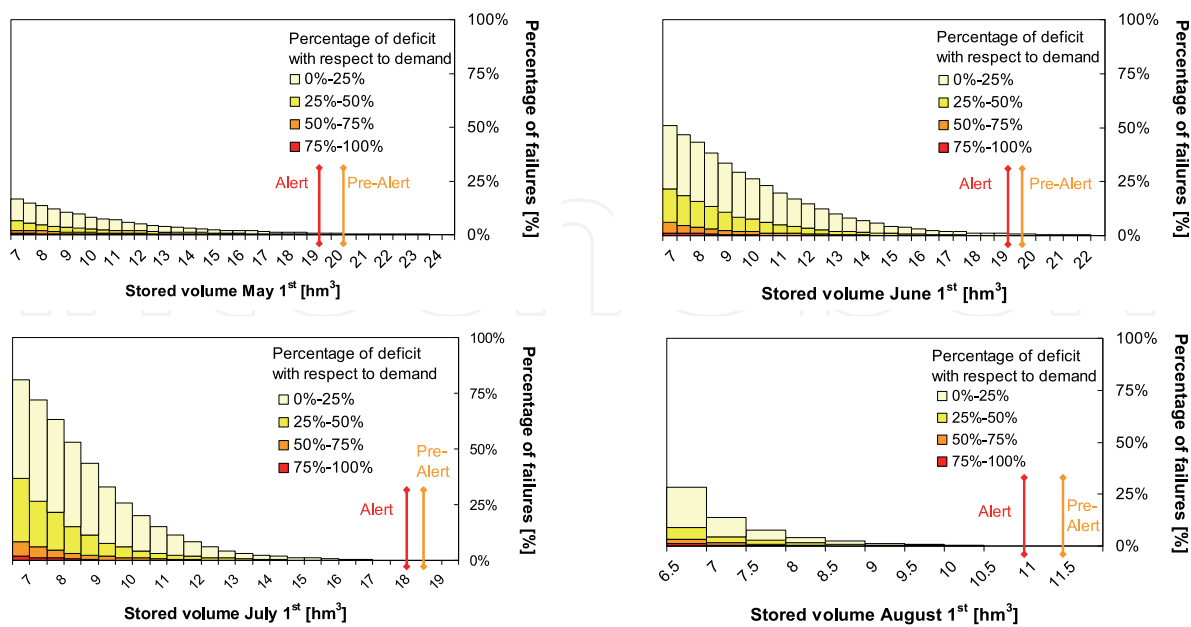 100%
75%
50%
25%
0%
Percentage of failures [%]
Percentage of deficit
with respect to demand
0%-25%
25%-50%
50%-75%
75%-100%
Alert
Pre-Alert
7 8 9 10 11 12 13 14 15 16 17 18 19 20 21 22 23 24
Stored volume May 1st [hm3]
100%
75%
50%
25%
0%
Percentage of failures [%]
Percentage of deficit
with respect to demand
0%-25%
25%-50%
50%-75%
75%-100%
Alert
Pre-Alert
7 8 9 10 11 12 13 14 15 16 17 18 19 20 21 22
Stored volume June 1st [hm3]
100%
75%
50%
25%
0%
Percentage of failures [%]
Percentage of deficit
with respect to demand
0%-25%
25%-50%
50%-75%
75%-100%
Alert
Pre-
Alert
7 8 9 10 11 12 13 14 15 16 17 18 19
Stored volume July 1st [hm3]
100%
75%
50%
25%
0%
Percentage of failures [%]
Percentage of deficit
with respect to demand
0%-25%
25%-50%
50%-75%
75%-100%
Alert
Pre-
Alert
6.5 7 7.5 8 8.5 9 9.5 10 10.5 11 11.5
Stored volume August 1st [hm3]